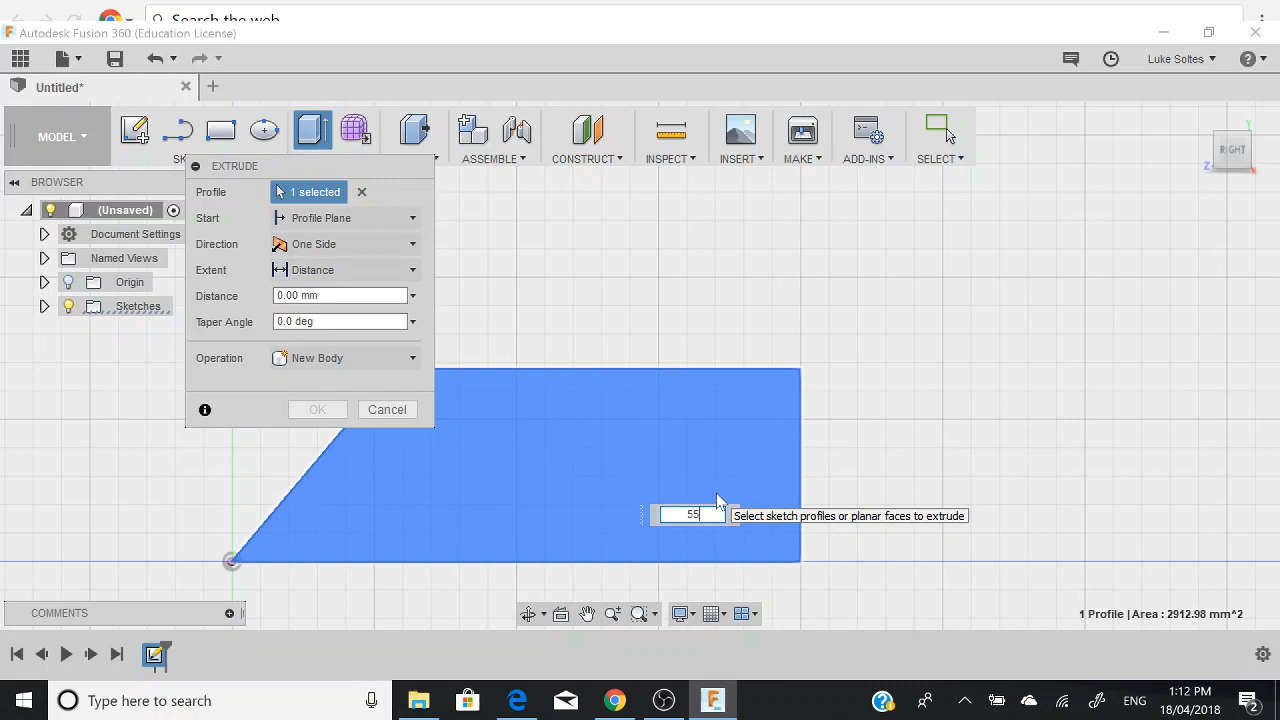 Search the web
Autodesk Fusion 360 (Education License)
Luke Soltes
Untitled*
MODEL
ASSEMBLE
CONSTRUCT
INSPECT
INSERT
MAKE
ADD-INS
SELECT
BROWSER
(Unsaved)
Document Settings
Named Views
Origin
Sketches
EXTRUDE
Profile
1 selected
Start
Profile Plane
Direction
One Side
Extent
Distance
Distance
0.00 mm
Taper Angle
0.0 deg
Operation
New Body
OK
Cancel
RIGHT
Y
Z
55
Select sketch profiles or planar faces to extrude
COMMENTS
1 Profile | Area : 2912.98 mm^2
Type here to search
ENG
1:12 PM
18/04/2018
2